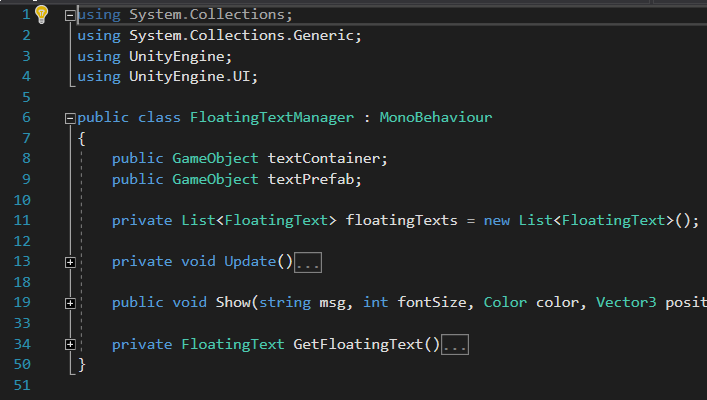 1 using System.Collections;
2 using System.Collections.Generic;
3 using UnityEngine;
4 using UnityEngine.UI;
5
6 public class FloatingTextManager : MonoBehaviour
7 {
8 public GameObject textContainer;
9 public GameObject textPrefab;
10
11 private List<FloatingText> floatingTexts = new List<FloatingText>();
12
13 private void Update()...
18
19 public void Show(string msg, int fontSize, Color color, Vector3 posit
33
34 private FloatingText GetFloatingText()...
50 }
51